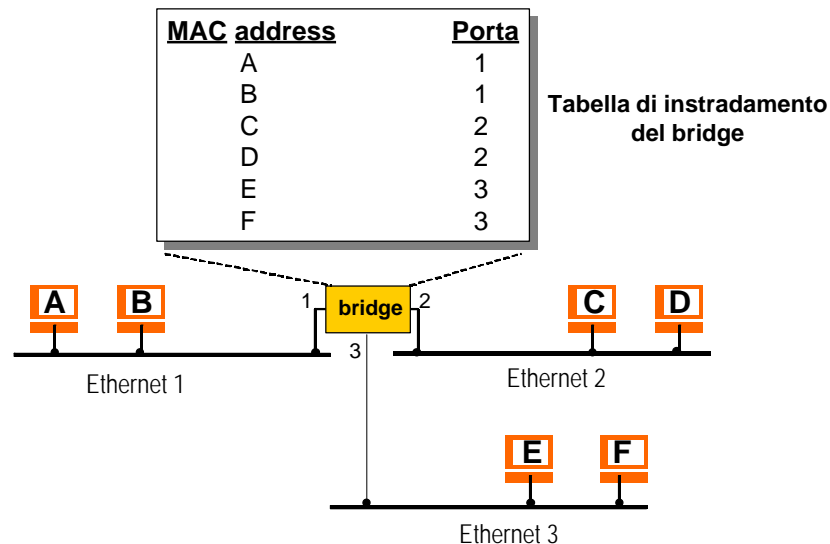 MAC address Porta
A 1
B 1
C 2
D 2
E 3
F 3
Tabella di instradamento
del bridge
A B 1 bridge 2 C D
3
Ethernet 1 Ethernet 2
E F
Ethernet 3